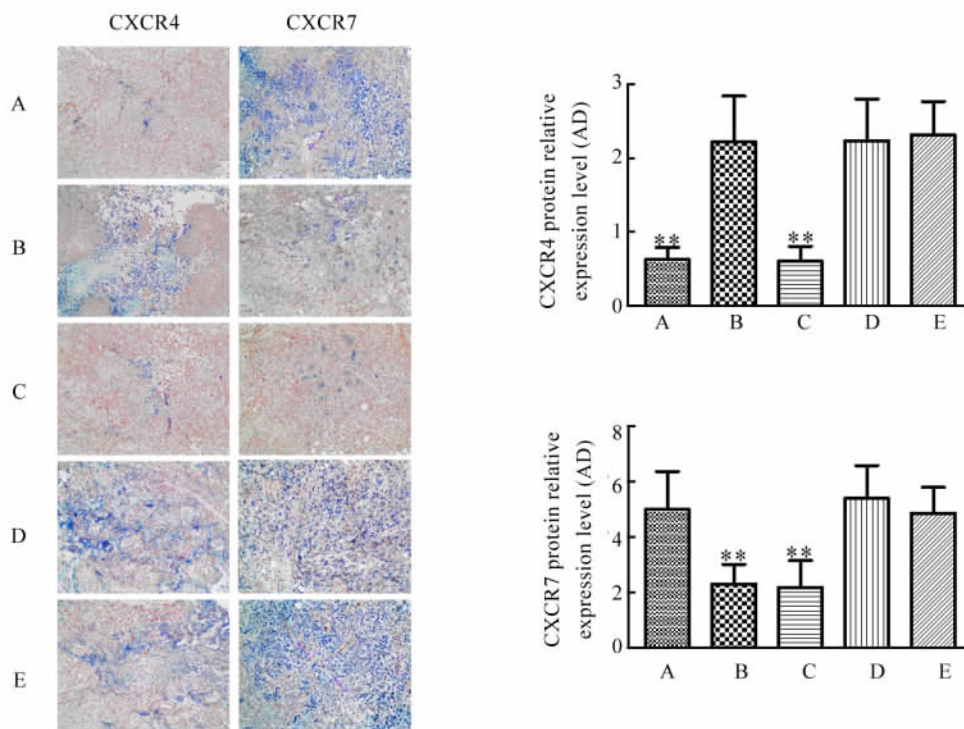 CXCR4 CXCR7
A
B
C
D
E
CXCR4 protein relative
expression level (AD)
3
2
1
0
** **
A B C D E
CXCR7 protein relative
expression level (AD)
8
6
4
2
0
** **
A B C D E